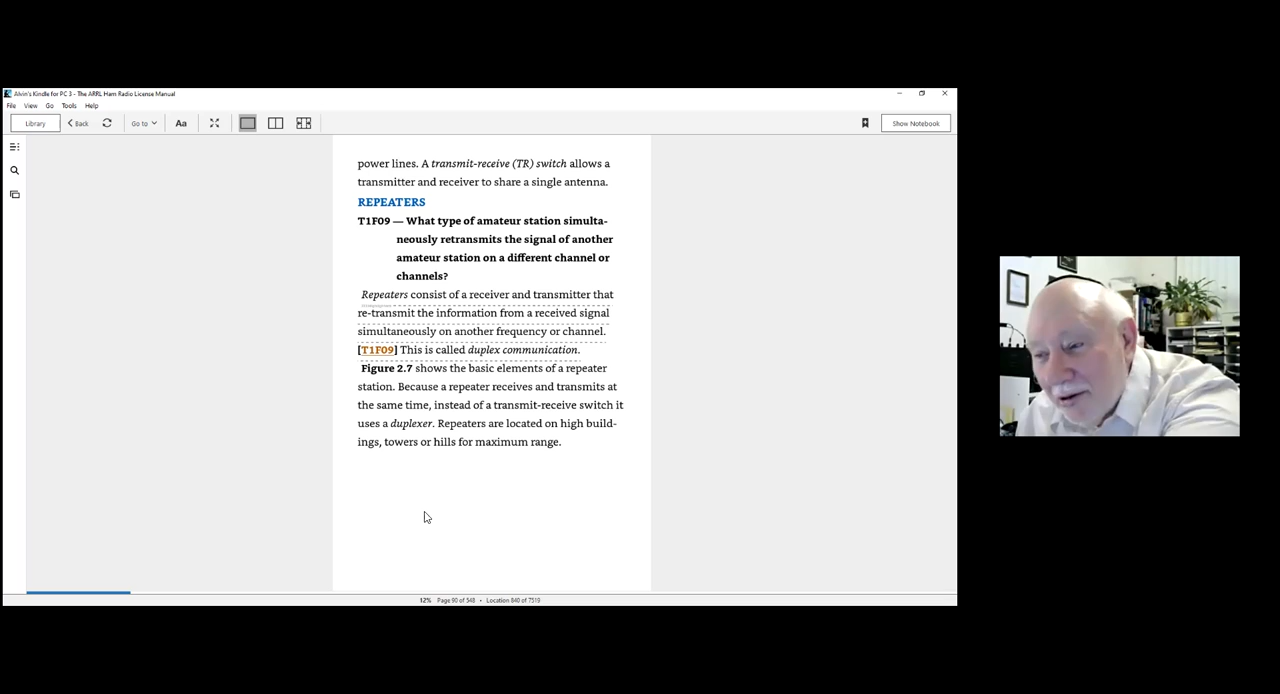 Alvin's Kindle for PC 3 - The ARRL Ham Radio License Manual
File View Go Tools Help
Library Back Go to Aa Show Notebook
power lines. A transmit-receive (TR) switch allows a
transmitter and receiver to share a single antenna.
REPEATERS
T1F09 — What type of amateur station simulta-
neously retransmits the signal of another
amateur station on a different channel or
channels?
Repeaters consist of a receiver and transmitter that
re-transmit the information from a received signal
simultaneously on another frequency or channel.
[T1F09] This is called duplex communication.
Figure 2.7 shows the basic elements of a repeater
station. Because a repeater receives and transmits at
the same time, instead of a transmit-receive switch it
uses a duplexer. Repeaters are located on high build-
ings, towers or hills for maximum range.
12% Page 90 of 548 • Location 840 of 7519